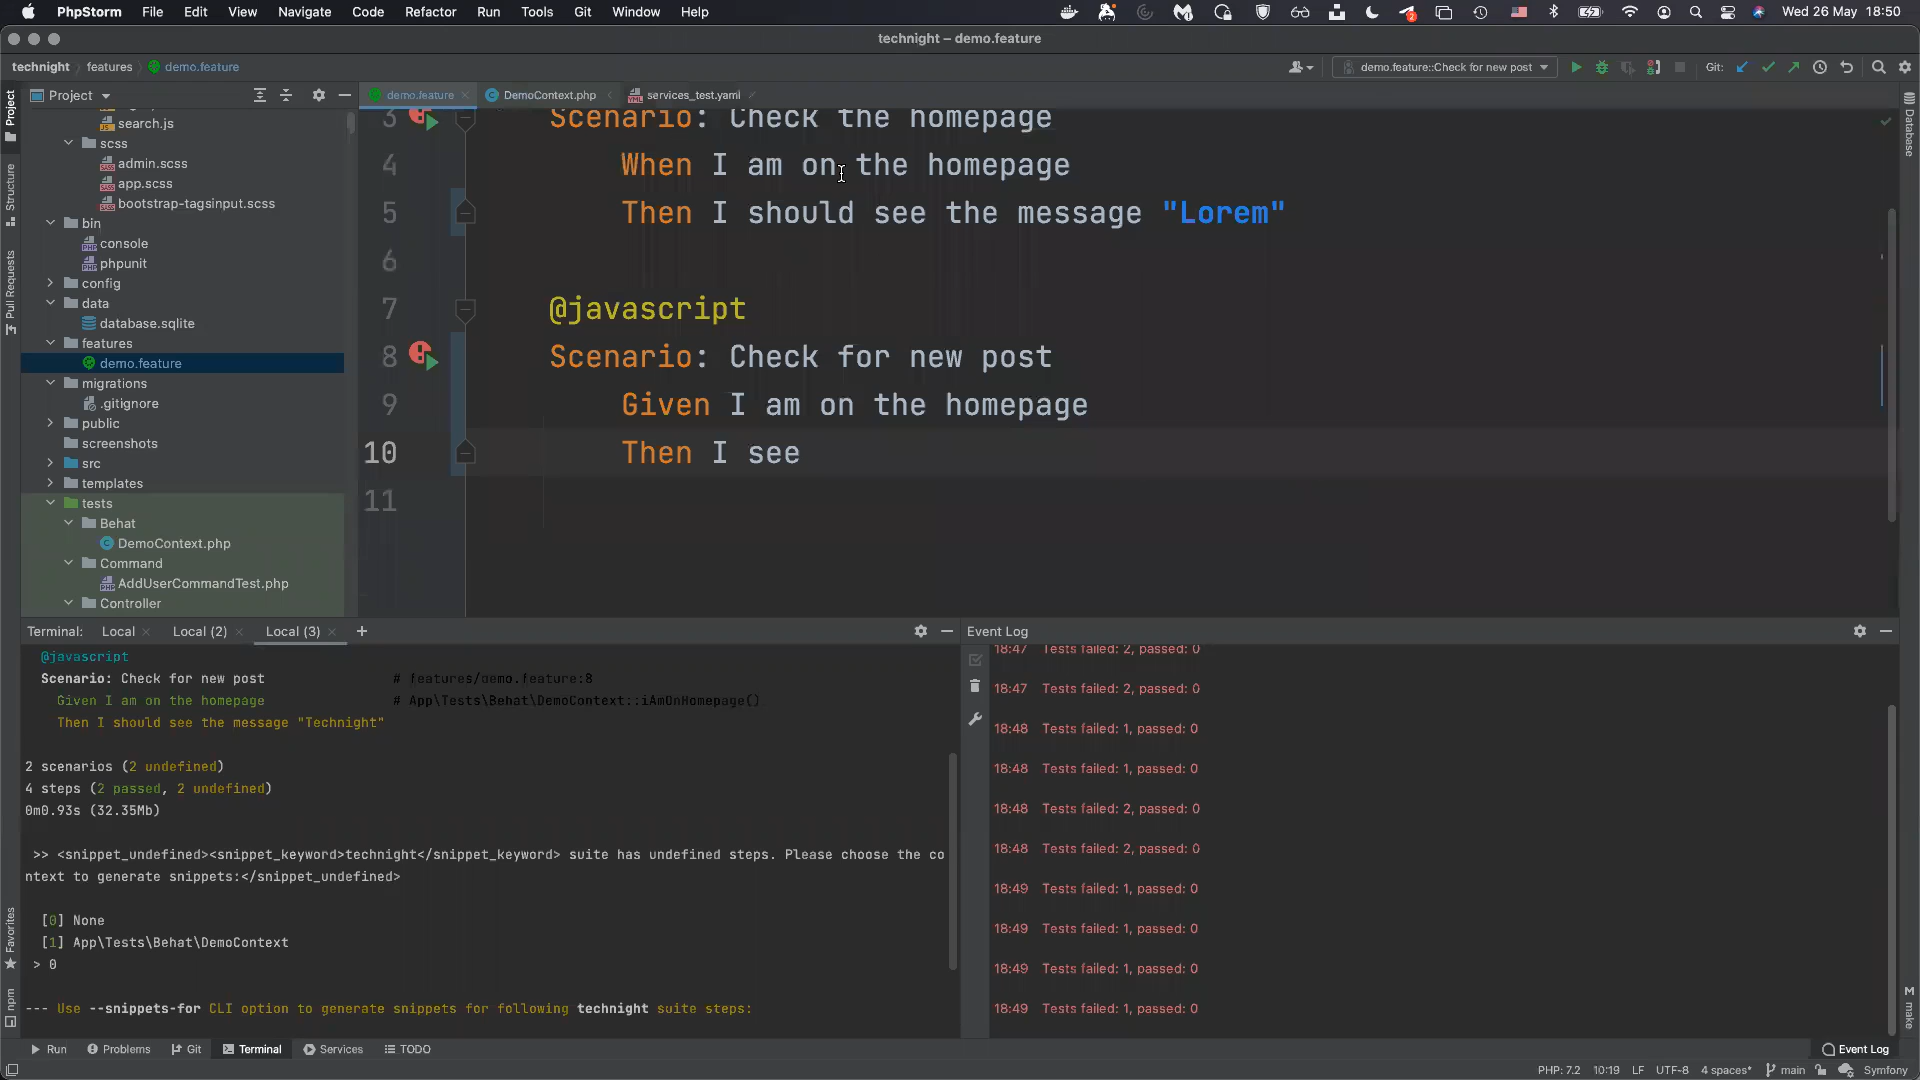 PhpStorm File Edit View Navigate Code Refactor Run Tools Git Window Help
2
Wed 26 May 18:50
technight – demo.feature
technight features demo.feature
demo.feature::Check for new post
Git:
Project
demo.feature
DemoContext.php
services_test.yaml
Project
Structure
Pull Requests
Favorites
npm
Database
make
search.js
scss
admin.scss
app.scss
bootstrap-tagsinput.scss
bin
console
phpunit
config
data
database.sqlite
features
demo.feature
migrations
.gitignore
public
screenshots
src
templates
tests
Behat
DemoContext.php
Command
AddUserCommandTest.php
Controller
3 Scenario: Check the homepage
4 When I am on the homepage
5 Then I should see the message "Lorem"
6
7 @javascript
8 Scenario: Check for new post
9 Given I am on the homepage
10 Then I see
11
Terminal: Local Local (2) Local (3)
@javascript
Scenario: Check for new post # features/demo.feature:8
Given I am on the homepage # App\Tests\Behat\DemoContext::iAmOnHomepage()
Then I should see the message "Technight"
2 scenarios (2 undefined)
4 steps (2 passed, 2 undefined)
0m0.93s (32.35Mb)
>> <snippet_undefined><snippet_keyword>technight</snippet_keyword> suite has undefined steps. Please choose the co
ntext to generate snippets:</snippet_undefined>
[0] None
[1] App\Tests\Behat\DemoContext
> 0
--- Use --snippets-for CLI option to generate snippets for following technight suite steps:
Event Log
18:47 Tests failed: 2, passed: 0
18:47 Tests failed: 2, passed: 0
18:48 Tests failed: 1, passed: 0
18:48 Tests failed: 1, passed: 0
18:48 Tests failed: 2, passed: 0
18:48 Tests failed: 2, passed: 0
18:49 Tests failed: 1, passed: 0
18:49 Tests failed: 1, passed: 0
18:49 Tests failed: 1, passed: 0
18:49 Tests failed: 1, passed: 0
Run Problems Git Terminal Services TODO
Event Log
PHP: 7.2 10:19 LF UTF-8 4 spaces* main Symfony